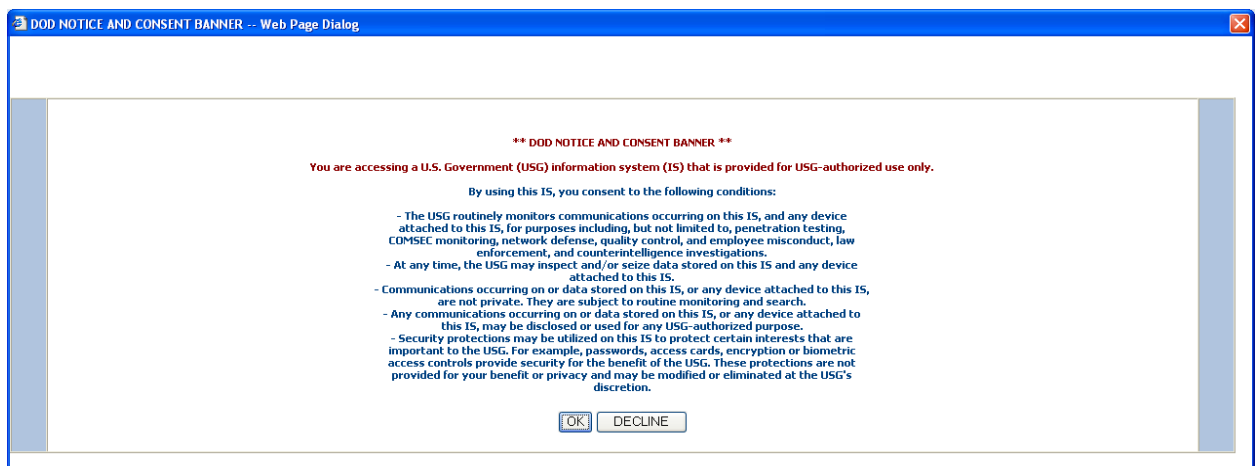 DOD NOTICE AND CONSENT BANNER -- Web Page Dialog
** DOD NOTICE AND CONSENT BANNER **
You are accessing a U.S. Government (USG) information system (IS) that is provided for USG-authorized use only.
By using this IS, you consent to the following conditions:
- The USG routinely monitors communications occurring on this IS, and any device
attached to this IS, for purposes including, but not limited to, penetration testing,
COMSEC monitoring, network defense, quality control, and employee misconduct, law
enforcement, and counterintelligence investigations.
- At any time, the USG may inspect and/or seize data stored on this IS and any device
attached to this IS.
- Communications occurring on or data stored on this IS, or any device attached to this IS,
are not private. They are subject to routine monitoring and search.
- Any communications occurring on or data stored on this IS, or any device attached to
this IS, may be disclosed or used for any USG-authorized purpose.
- Security protections may be utilized on this IS to protect certain interests that are
important to the USG. For example, passwords, access cards, encryption or biometric
access controls provide security for the benefit of the USG. These protections are not
provided for your benefit or privacy and may be modified or eliminated at the USG's
discretion.
OK DECLINE